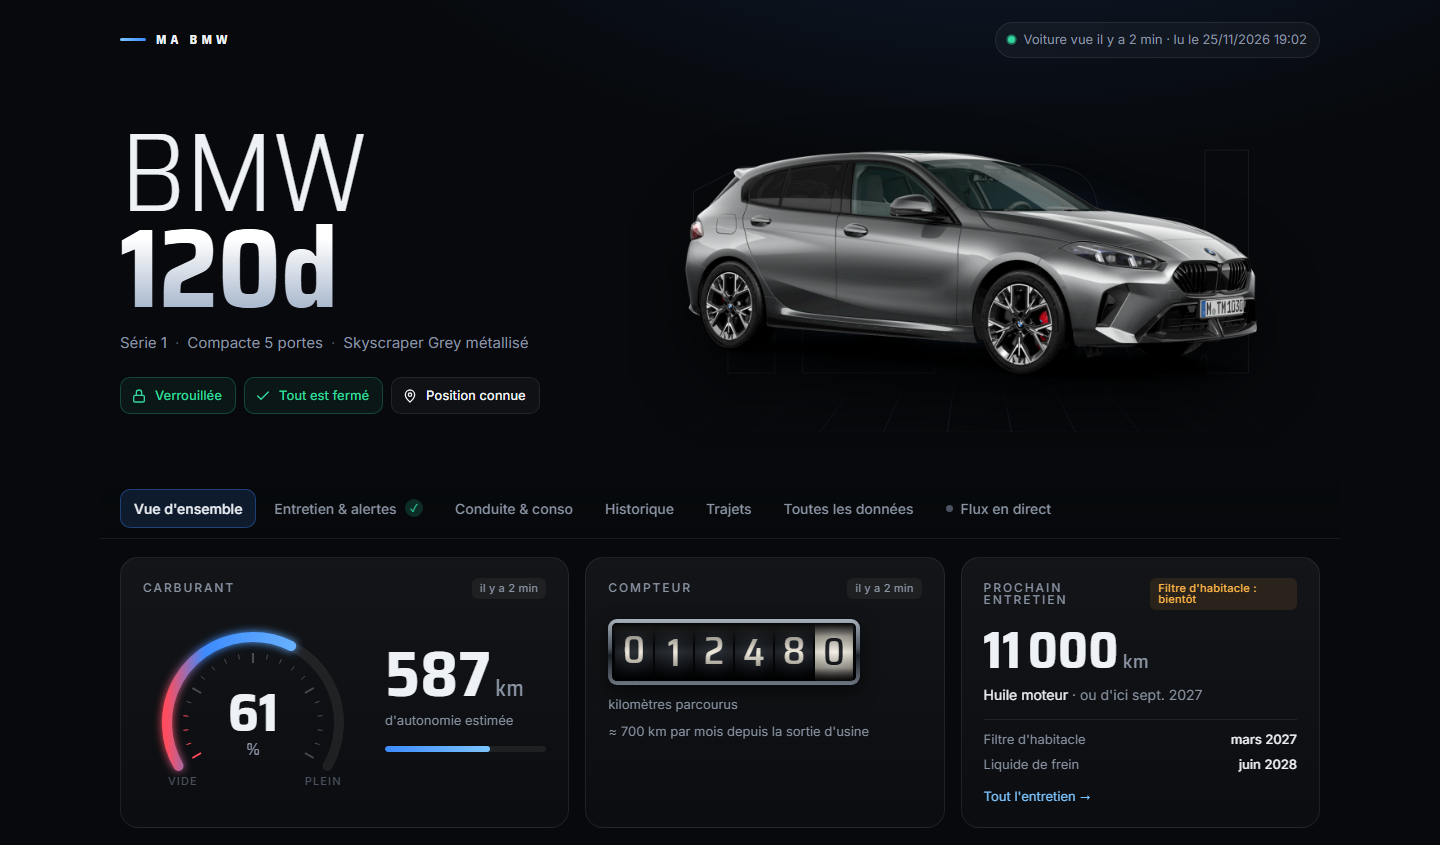 MA BMW
Voiture vue il y a 2 min · lu le 25/11/2026 19:02
BMW
120d
Série 1 · Compacte 5 portes · Skyscraper Grey métallisé
Verrouillée
Tout est fermé
Position connue
Vue d'ensemble
Entretien & alertes ✓
Conduite & conso
Historique
Trajets
Toutes les données
Flux en direct
CARBURANT
il y a 2 min
61
%
VIDE
PLEIN
587 km
d'autonomie estimée
COMPTEUR
il y a 2 min
0 1 2 4 8 0
kilomètres parcourus
≈ 700 km par mois depuis la sortie d'usine
PROCHAIN
ENTRETIEN
Filtre d'habitacle :
bientôt
11 000 km
Huile moteur · ou d'ici sept. 2027
Filtre d'habitacle mars 2027
Liquide de frein juin 2028
Tout l'entretien →